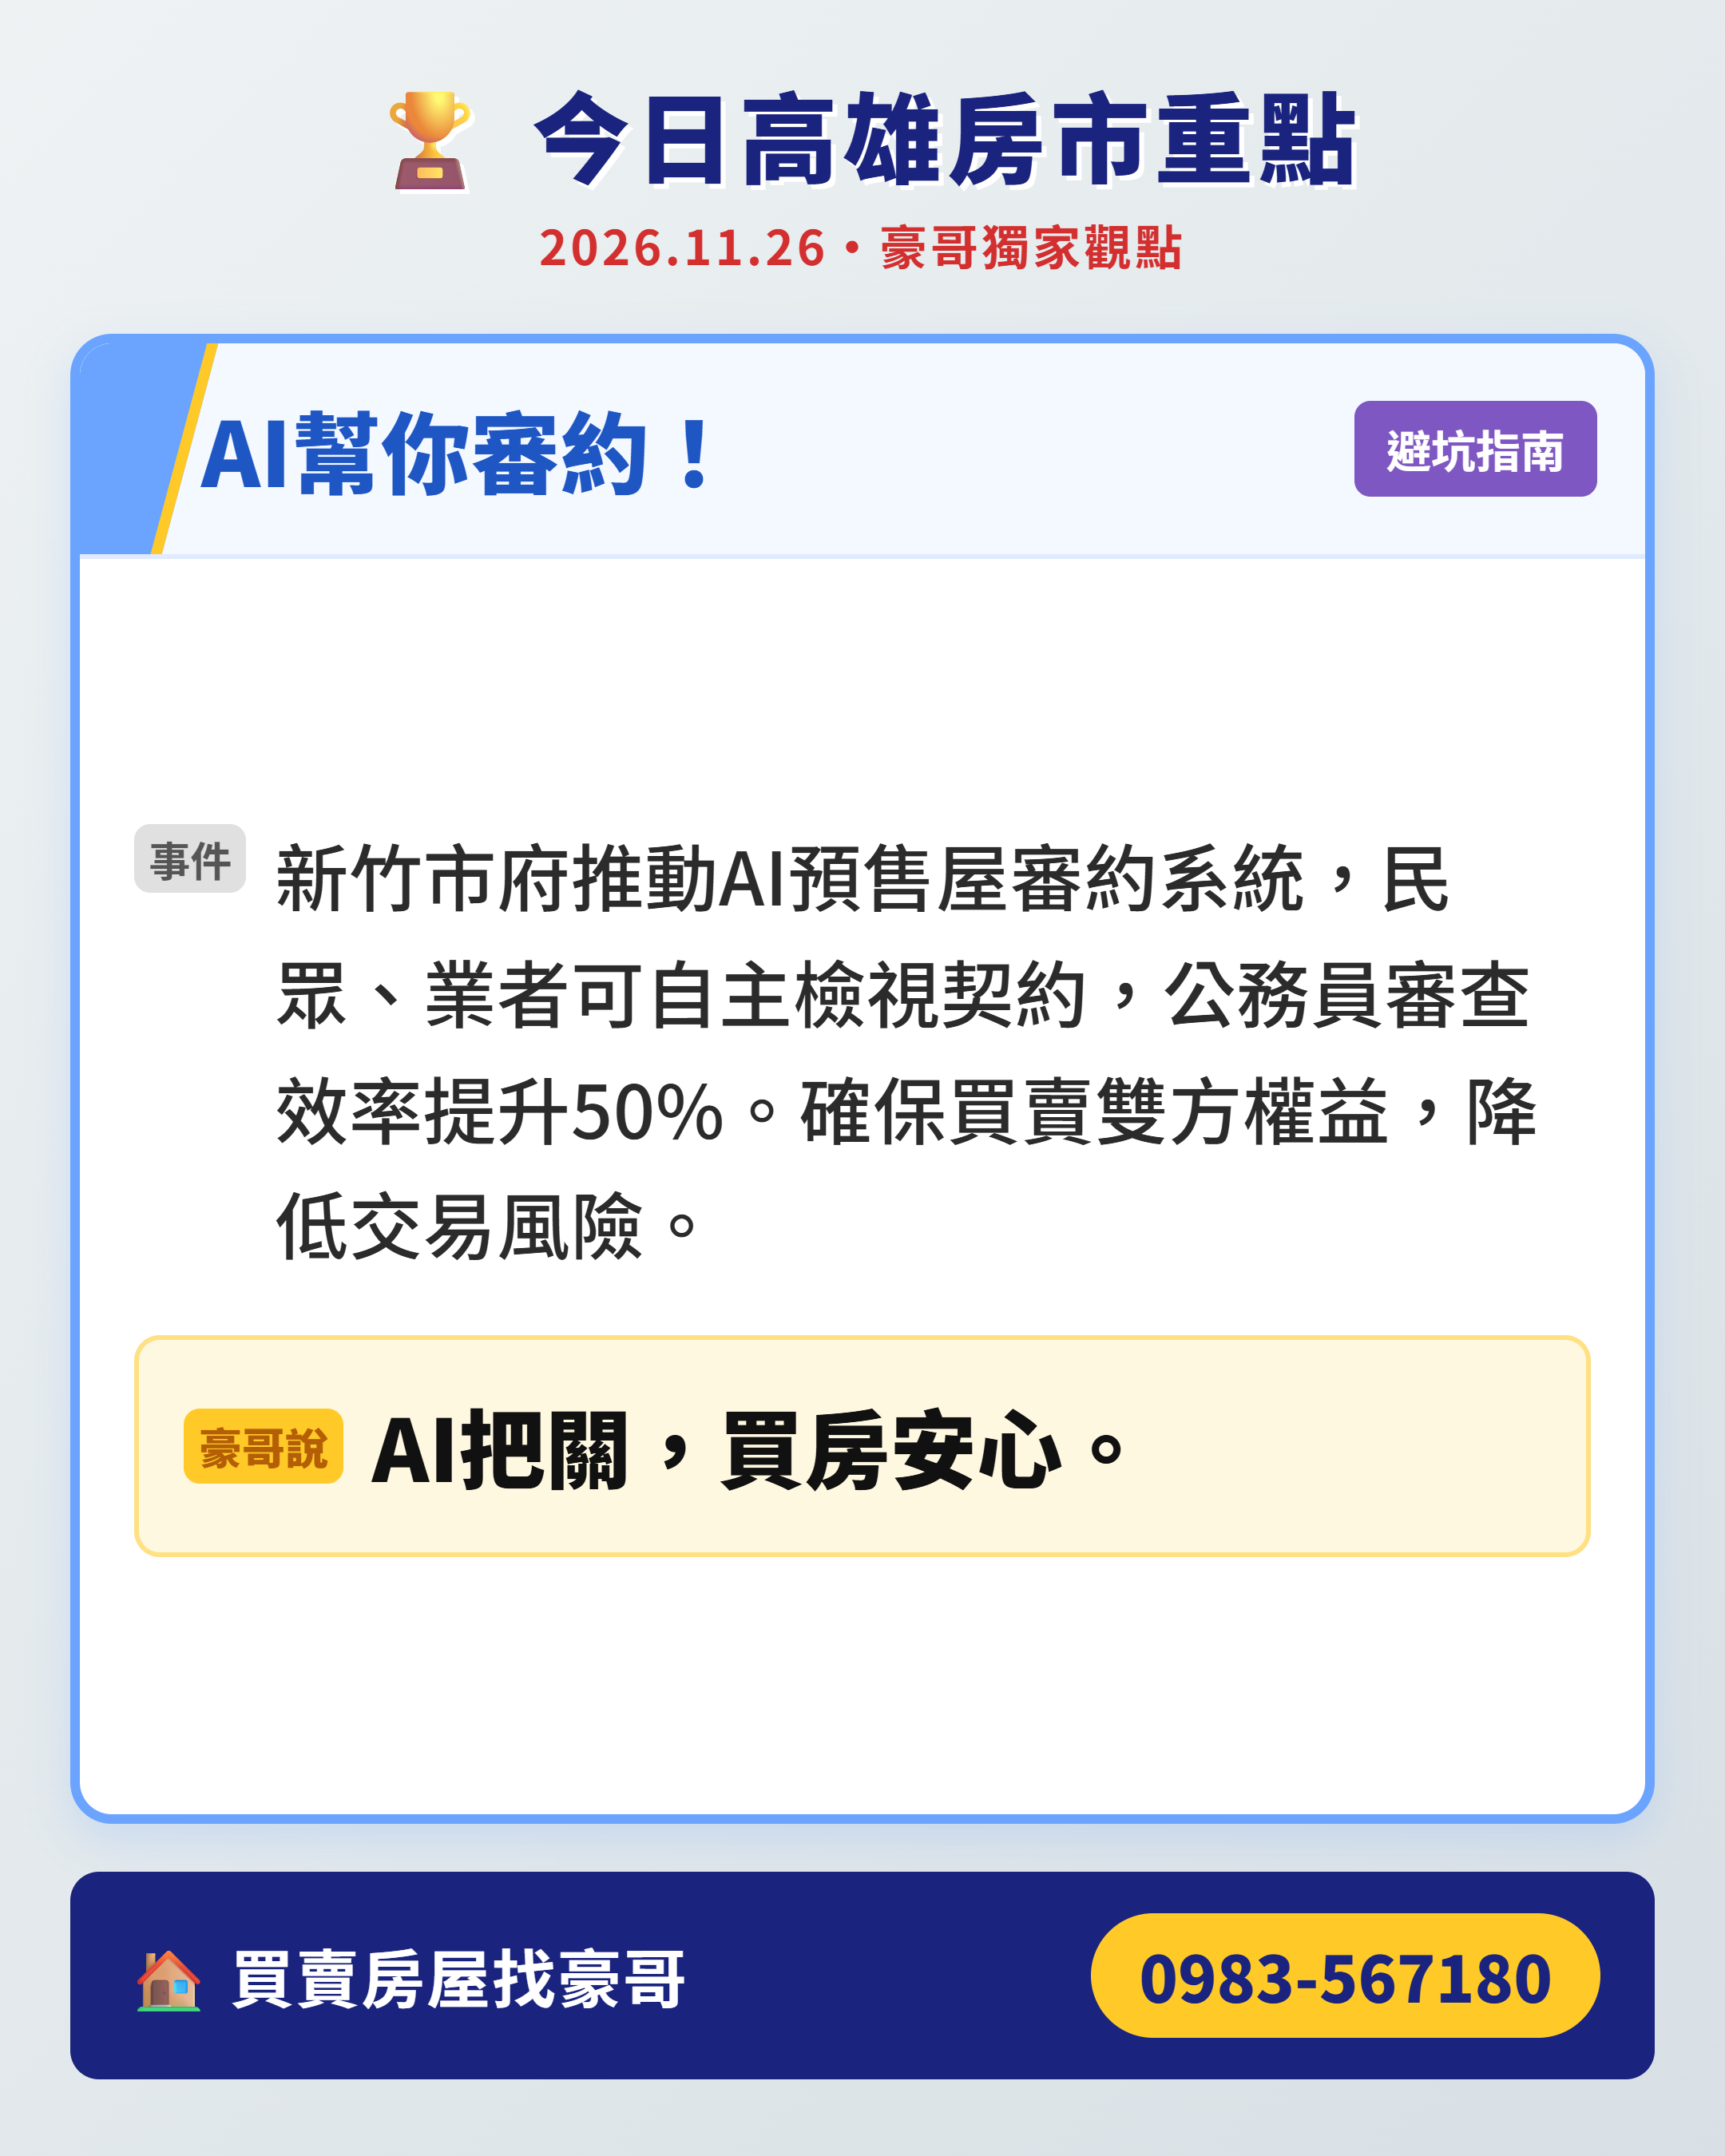 今日高雄房市重點
2026.11.26・豪哥獨家觀點
AI幫你審約！
避坑指南
事件
新竹市府推動AI預售屋審約系統，民
眾、業者可自主檢視契約，公務員審查
效率提升50%。確保買賣雙方權益，降
低交易風險。
豪哥說
AI把關，買房安心。
買賣房屋找豪哥
0983-567180